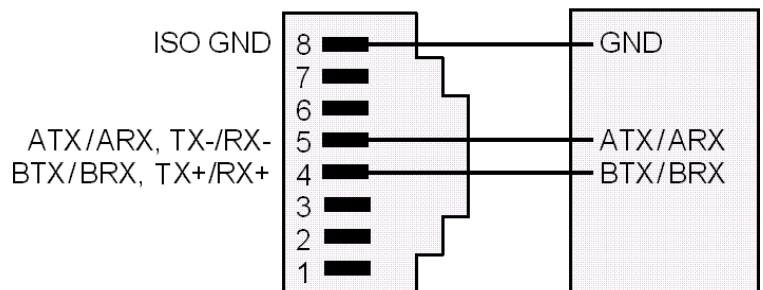 ISO GND 8 GND
7
6
ATX/ARX, TX-/RX- 5 ATX/ARX
BTX/BRX, TX+/RX+ 4 BTX/BRX
3
2
1